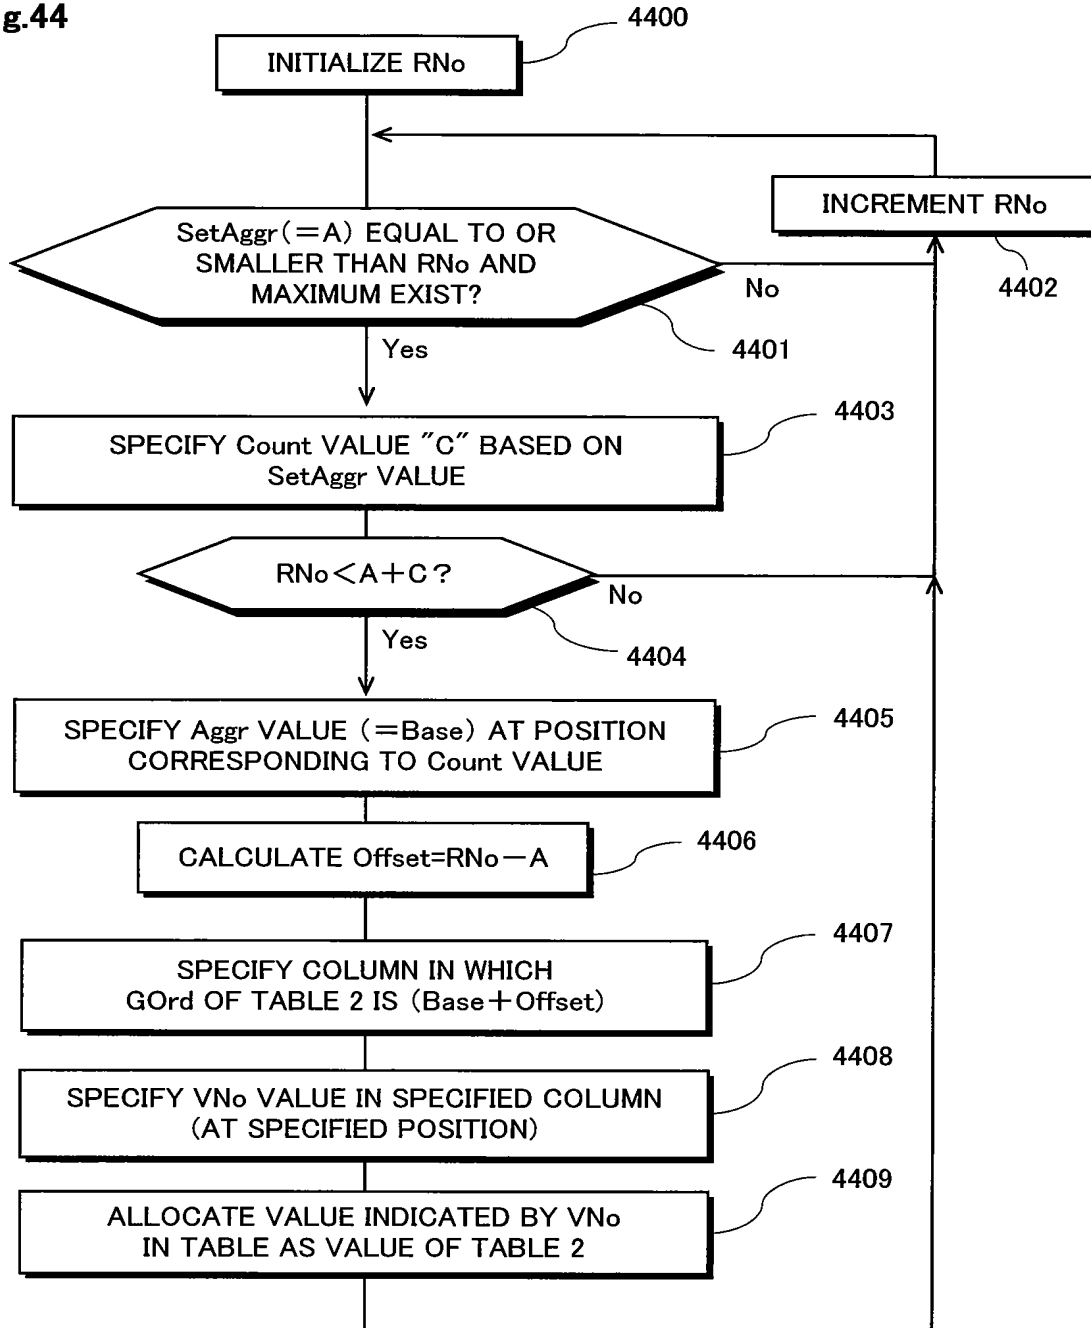 g.44
4400
INITIALIZE RNo
INCREMENT RNo
4402
SetAggr(=A) EQUAL TO OR
SMALLER THAN RNo AND
MAXIMUM EXIST?
No
4401
Yes
4403
SPECIFY Count VALUE "C" BASED ON
SetAggr VALUE
RNo<A+C?
No
4404
Yes
4405
SPECIFY Aggr VALUE (=Base) AT POSITION
CORRESPONDING TO Count VALUE
4406
CALCULATE Offset=RNo−A
4407
SPECIFY COLUMN IN WHICH
GOrd OF TABLE 2 IS (Base+Offset)
4408
SPECIFY VNo VALUE IN SPECIFIED COLUMN
(AT SPECIFIED POSITION)
4409
ALLOCATE VALUE INDICATED BY VNo
IN TABLE AS VALUE OF TABLE 2